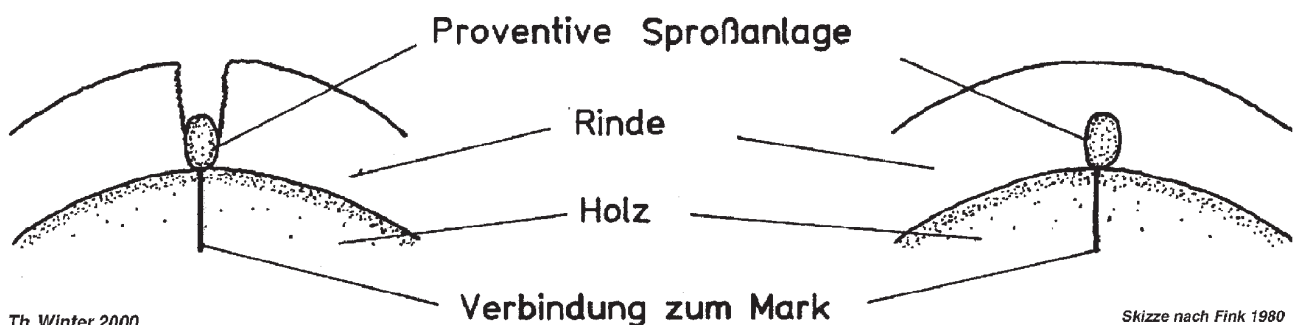 Proventive Sproßanlage
Rinde
Holz
Verbindung zum Mark
Th. Winter 2000
Skizze nach Fink 1980